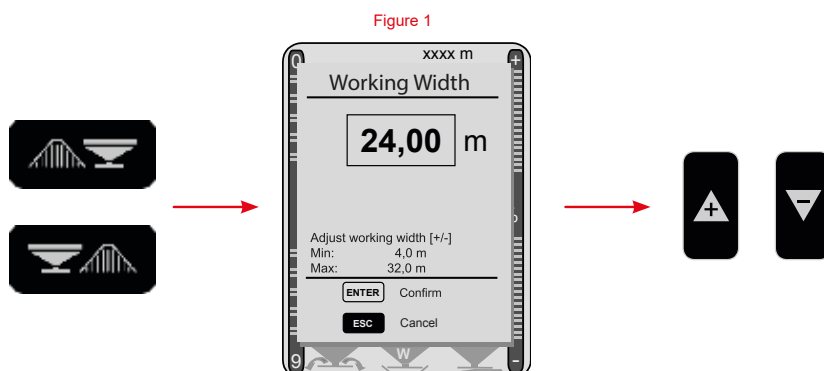 Figure 1
xxxx m
0 +
Working Width
24,00 m
Adjust working width [+/-]
Min: 4,0 m
Max: 32,0 m
ENTER Confirm
ESC Cancel
W
9 -
+ -